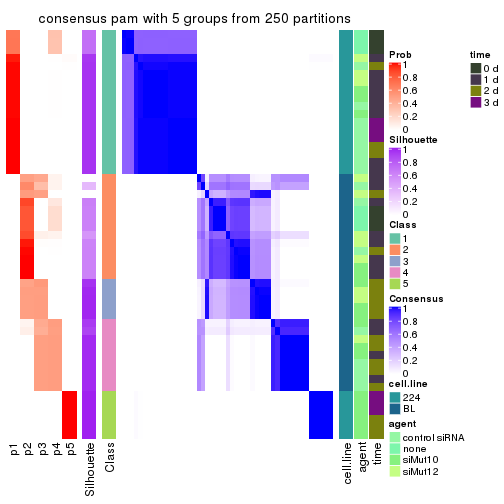 consensus pam with 5 groups from 250 partitions
Prob
1
0.8
0.6
0.4
0.2
0
Silhouette
1
0.8
0.6
0.4
0.2
0
Class
1
2
3
4
5
Consensus
1
0.8
0.6
0.4
0.2
0
cell.line
224
BL
agent
control siRNA
none
siMut10
siMut12
time
0 d
1 d
2 d
3 d
p1
p2
p3
p4
p5
Silhouette
Class
cell.line
agent
time